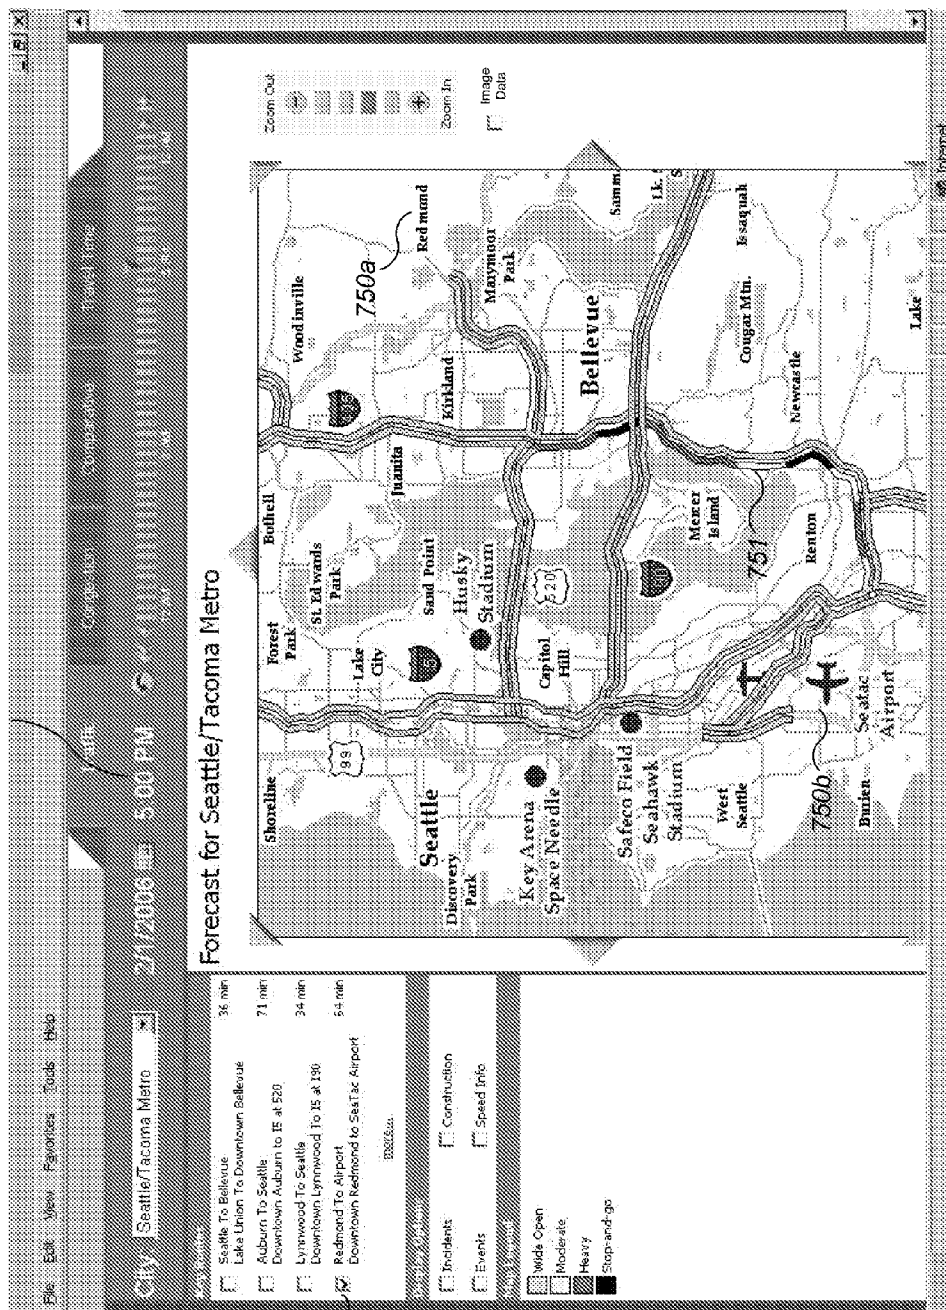 File Edit View Favorites Tools Help
City Seattle/Tacoma Metro 2/1/2006 5:00 PM
Seattle To Bellevue 36 min
Lake Union To Downtown Bellevue
Auburn To Seattle 71 min
Downtown Auburn to I5 at 520
Lynnwood To Seattle 34 min
Downtown Lynnwood To I5 at I90
Redmond To Airport 64 min
Downtown Redmond to SeaTac Airport
more...
Incidents Construction
Events Speed Info
Wide Open
Moderate
Heavy
Stop-and-go
Forecast for Seattle/Tacoma Metro
Shoreline
Forest
Park
Bothell
Woodinville
99
Lake
City
St. Edwards
Park
Juanita
Kirkland
Redmond
750a
Seattle
Discovery
Park
Sand Point
Husky
Stadium
Marymoor
Park
Key Arena
Space Needle
Capitol
Hill
520
Bellevue
Samm
Lk.
S
Safeco Field
Seahawk
Stadium
Mercer
Island
West
Seattle
751
Cougar Mtn.
Issaquah
Newcastle
Renton
750b
Seatac
Airport
Burien
Lake
Zoom Out
Zoom In
Image
Data
Internet